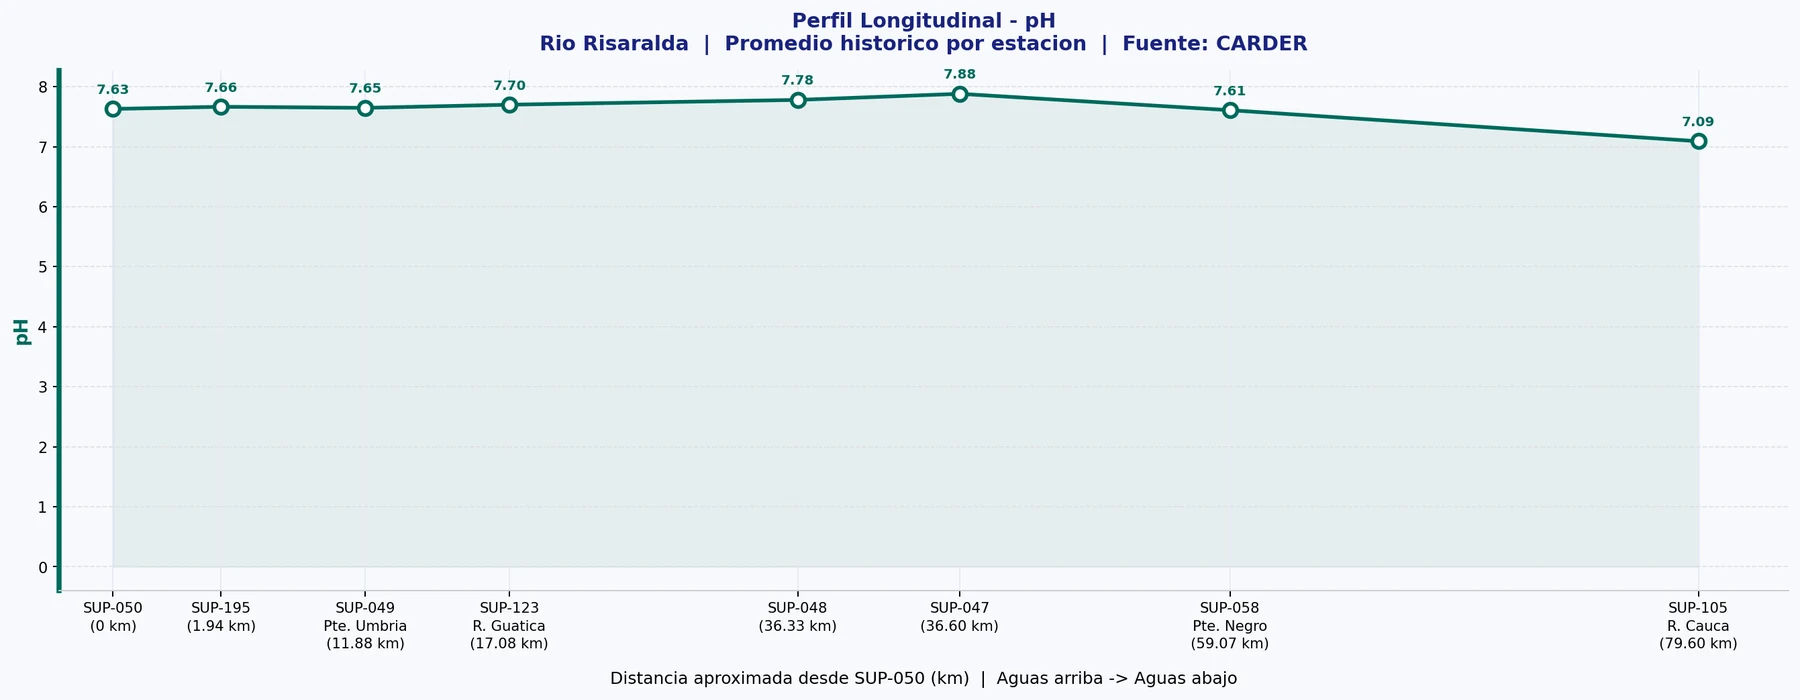 Perfil Longitudinal - pH
Rio Risaralda | Promedio historico por estacion | Fuente: CARDER
7.63
7.66
7.65
7.70
7.78
7.88
7.61
7.09
8
7
6
5
4
3
2
1
0
pH
SUP-050
(0 km)
SUP-195
(1.94 km)
SUP-049
Pte. Umbria
(11.88 km)
SUP-123
R. Guatica
(17.08 km)
SUP-048
(36.33 km)
SUP-047
(36.60 km)
SUP-058
Pte. Negro
(59.07 km)
SUP-105
R. Cauca
(79.60 km)
Distancia aproximada desde SUP-050 (km) | Aguas arriba -> Aguas abajo